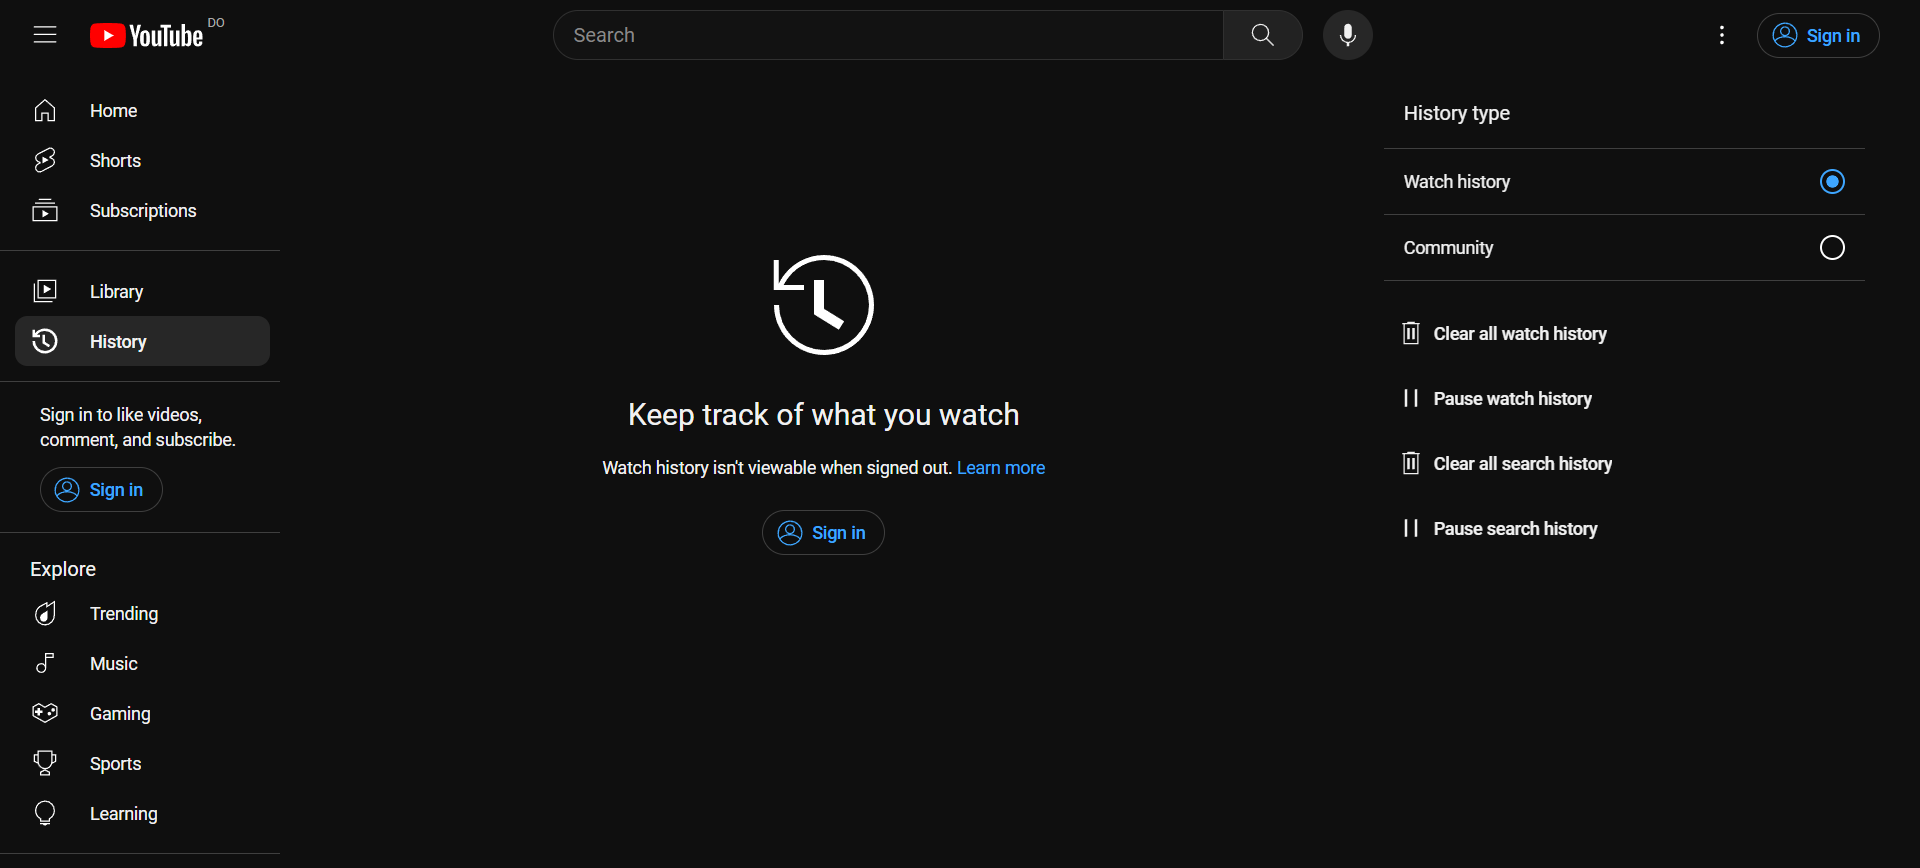 YouTube DO
Search
Sign in
Home
Shorts
Subscriptions
Library
History
Sign in to like videos,
comment, and subscribe.
Sign in
Explore
Trending
Music
Gaming
Sports
Learning
Keep track of what you watch
Watch history isn't viewable when signed out. Learn more
Sign in
History type
Watch history
Community
Clear all watch history
Pause watch history
Clear all search history
Pause search history